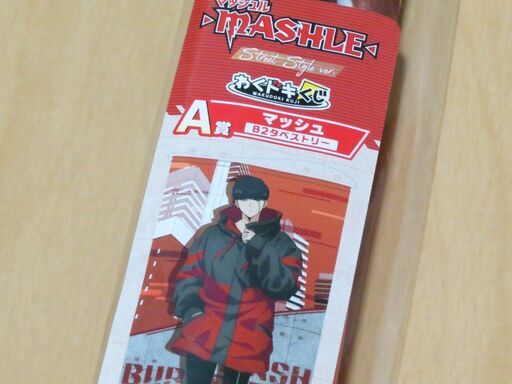 マッシュル
MASHLE
Street Style ver.
わくドキくじ
WAKUDOKI KUJI
A賞
マッシュ
B2タペストリー